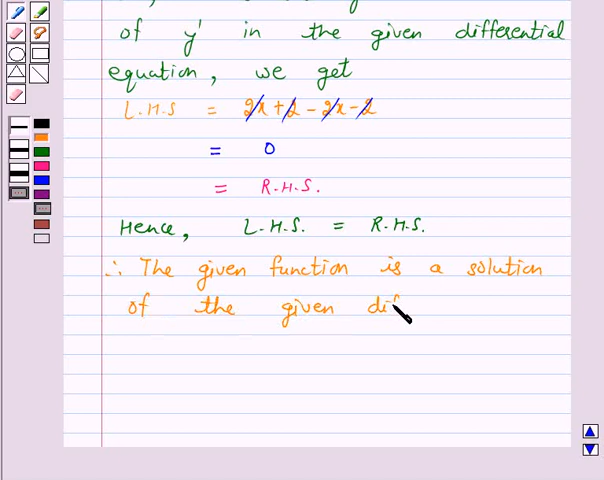 of y' in the given differential
equation, we get
L.H.S = 2x + 2 - 2x - 2
= 0
= R.H.S.
Hence, L.H.S. = R.H.S.
∴ The given function is a solution
of the given dif